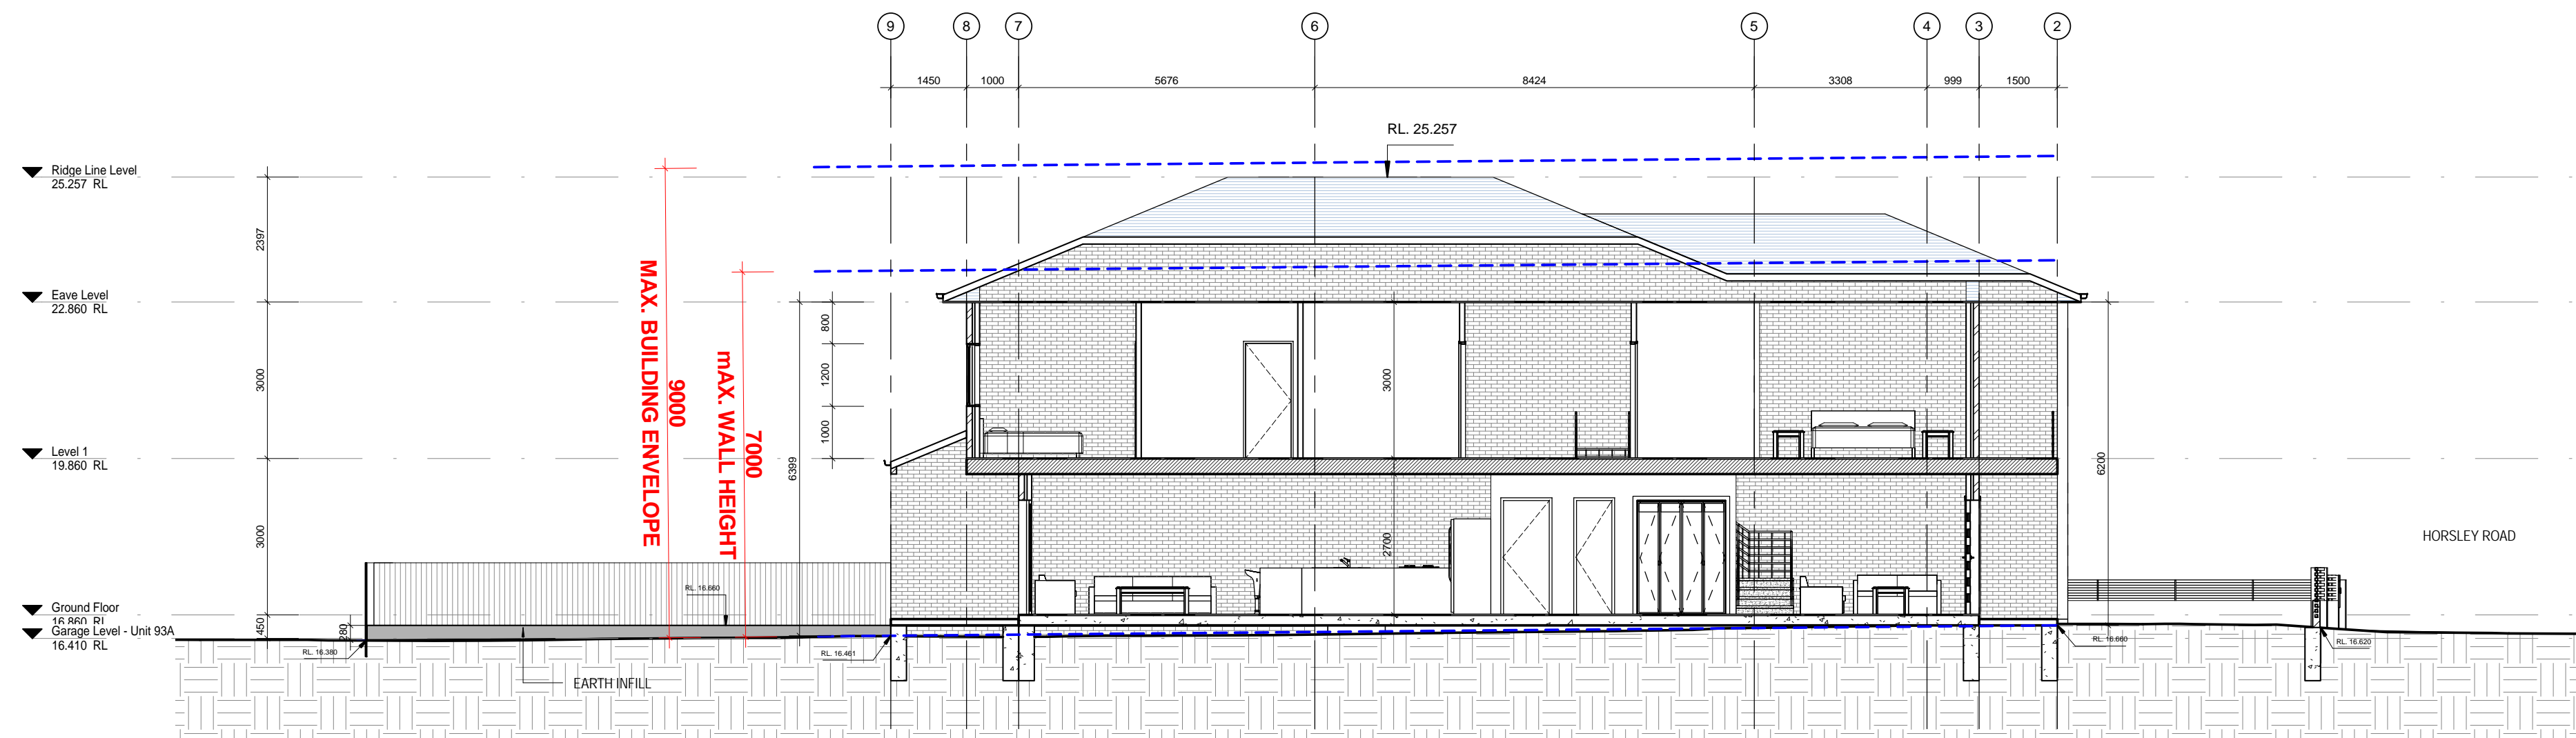 9 8 7 6 5 4 3 2
1450 1000 5676 8424 3308 999 1500
RL. 25.257
Ridge Line Level
25.257 RL
2397
Eave Level
22.860 RL
3000
Level 1
19.860 RL
3000
Ground Floor
16.860 RL
Garage Level - Unit 93A
16.410 RL
450
280
MAX. BUILDING ENVELOPE
9000
mAX. WALL HEIGHT
7000
6399
800
1200
1000
3000
2700
6200
HORSLEY ROAD
RL. 16.660
RL. 16.380
RL. 16.461
RL. 16.660
RL. 16.620
EARTH INFILL